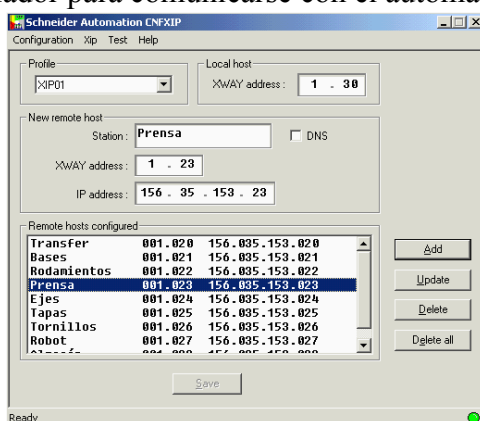 ador para comunicarse con el autóma
Schneider Automation CNFXIP
Configuration Xip Test Help
Profile
XIP01
Local host
XWAY address : 1 . 30
New remote host
Station : Prensa
DNS
XWAY address : 1 . 23
IP address : 156 . 35 . 153 . 23
Remote hosts configured
Transfer 001.020 156.035.153.020
Bases 001.021 156.035.153.021
Rodamientos 001.022 156.035.153.022
Prensa 001.023 156.035.153.023
Ejes 001.024 156.035.153.024
Tapas 001.025 156.035.153.025
Tornillos 001.026 156.035.153.026
Robot 001.027 156.035.153.027
Add
Update
Delete
Delete all
Save
Ready